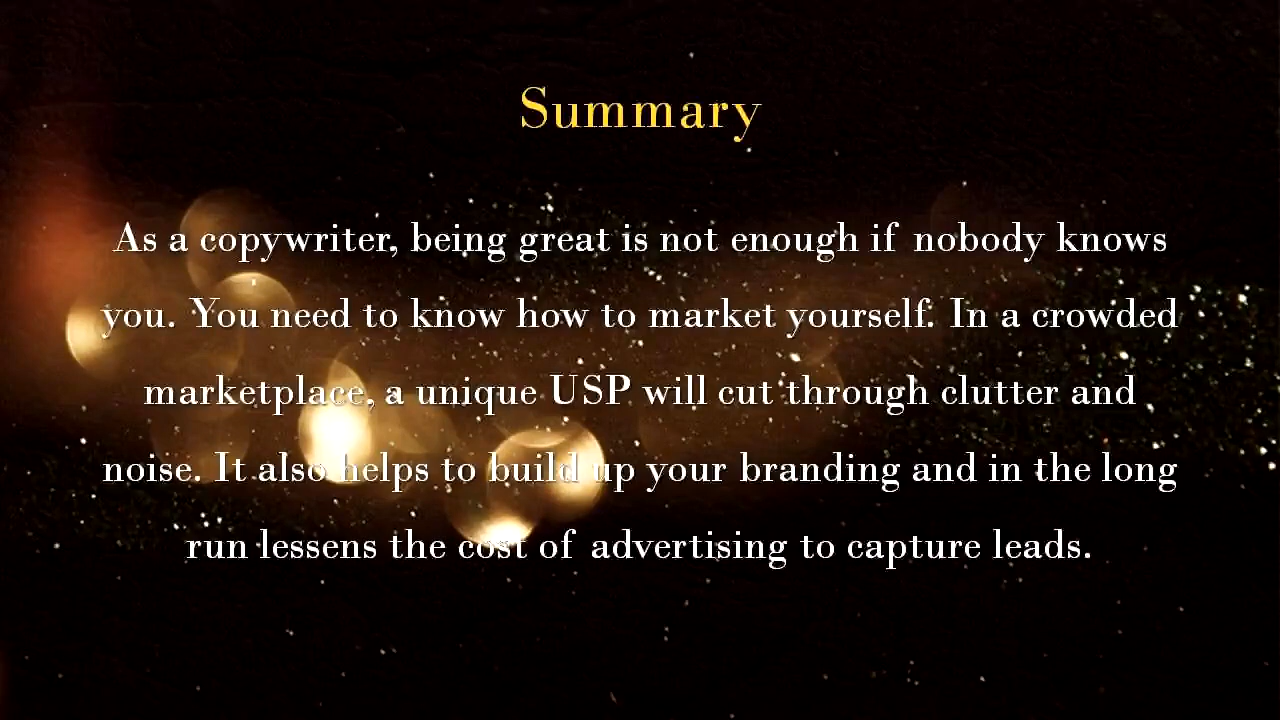 Summary
As a copywriter, being great is not enough if nobody knows
you. You need to know how to market yourself. In a crowded
marketplace, a unique USP will cut through clutter and
noise. It also helps to build up your branding and in the long
run lessens the cost of advertising to capture leads.